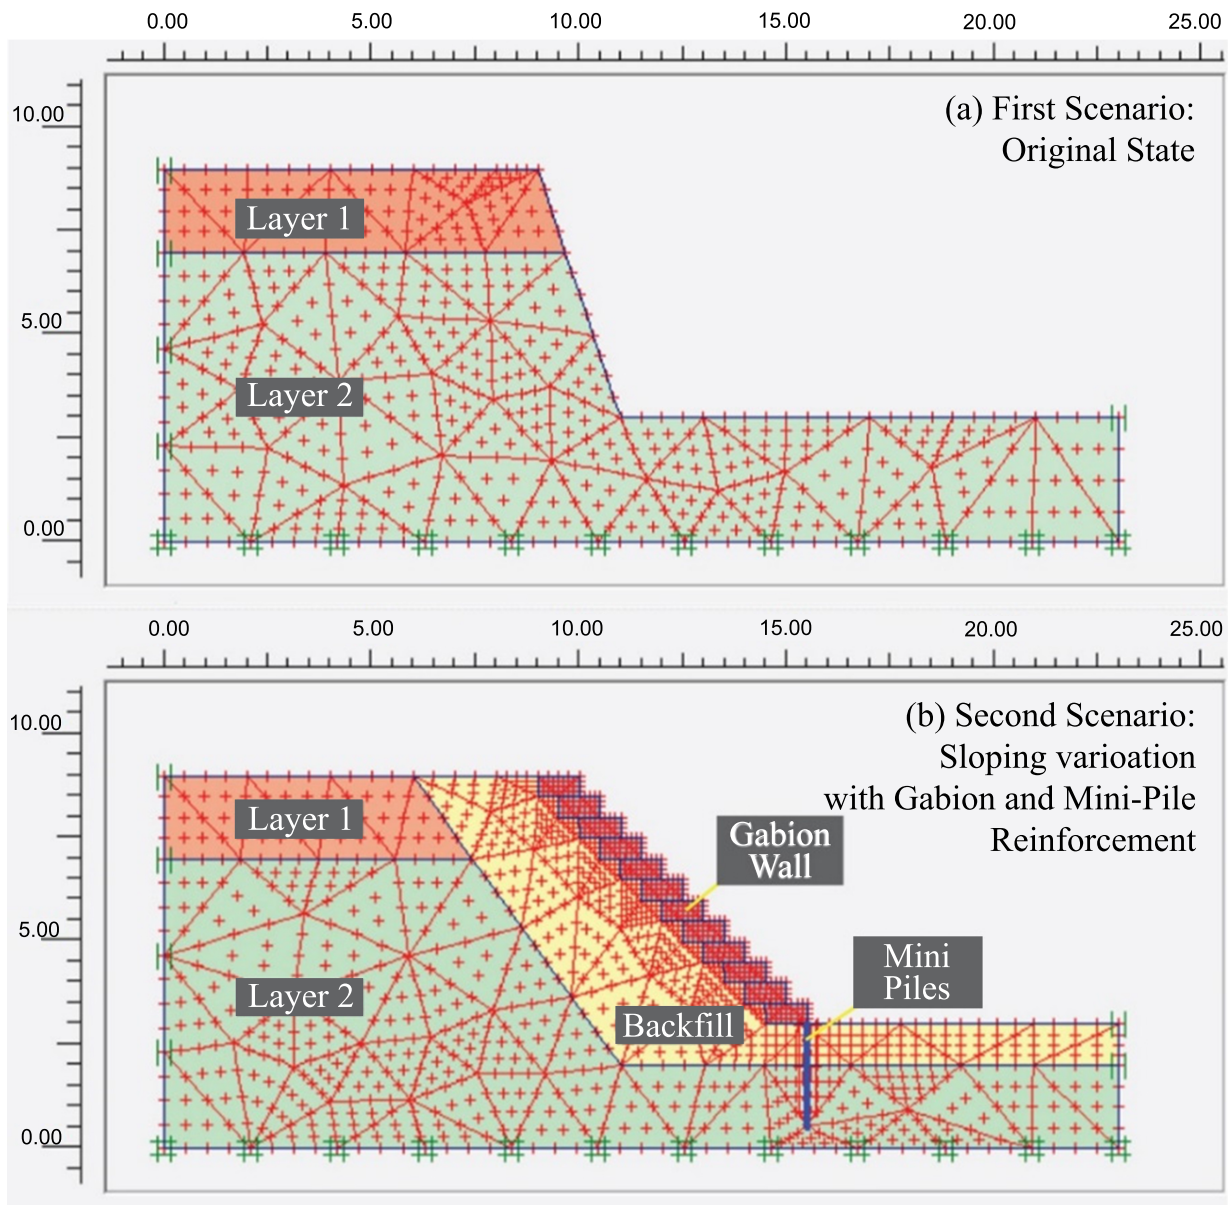 0.00 5.00 10.00 15.00 20.00 25.00
(a) First Scenario:
Original State
10.00
Layer 1
5.00
Layer 2
0.00
0.00 5.00 10.00 15.00 20.00 25.00
(b) Second Scenario:
Sloping varioation
with Gabion and Mini-Pile
Reinforcement
10.00
Layer 1
Gabion
Wall
5.00
Mini
Piles
Layer 2
Backfill
0.00